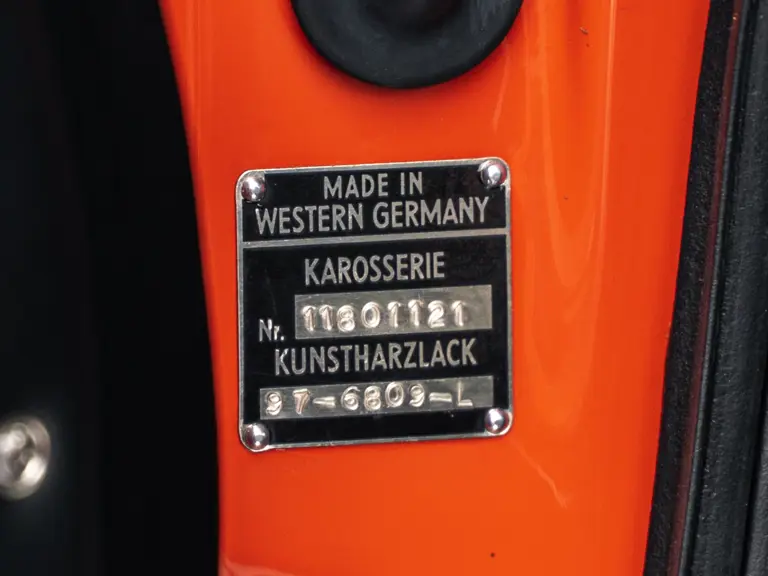 MADE IN
WESTERN GERMANY
KAROSSERIE
Nr. 11801121
KUNSTHARZLACK
97-6809-L